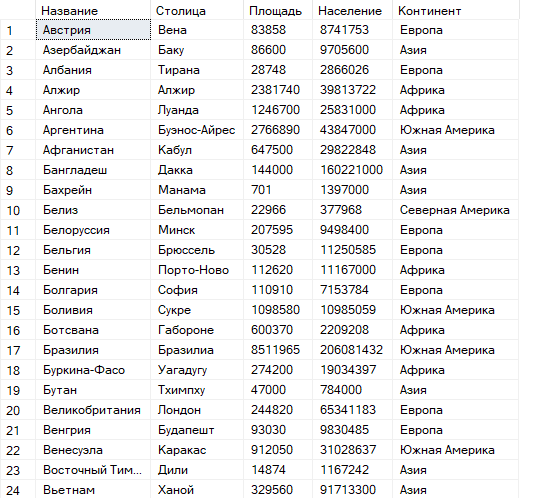 Название Столица Площадь Население Континент
1 Австрия Вена 83858 8741753 Европа
2 Азербайджан Баку 86600 9705600 Азия
3 Албания Тирана 28748 2866026 Европа
4 Алжир Алжир 2381740 39813722 Африка
5 Ангола Луанда 1246700 25831000 Африка
6 Аргентина Буэнос-Айрес 2766890 43847000 Южная Америка
7 Афганистан Кабул 647500 29822848 Азия
8 Бангладеш Дакка 144000 160221000 Азия
9 Бахрейн Манама 701 1397000 Азия
10 Белиз Бельмопан 22966 377968 Северная Америка
11 Белоруссия Минск 207595 9498400 Европа
12 Бельгия Брюссель 30528 11250585 Европа
13 Бенин Порто-Ново 112620 11167000 Африка
14 Болгария София 110910 7153784 Европа
15 Боливия Сукре 1098580 10985059 Южная Америка
16 Ботсвана Габороне 600370 2209208 Африка
17 Бразилия Бразилиа 8511965 206081432 Южная Америка
18 Буркина-Фасо Уагадугу 274200 19034397 Африка
19 Бутан Тхимпху 47000 784000 Азия
20 Великобритания Лондон 244820 65341183 Европа
21 Венгрия Будапешт 93030 9830485 Европа
22 Венесуэла Каракас 912050 31028637 Южная Америка
23 Восточный Тим... Дили 14874 1167242 Азия
24 Вьетнам Ханой 329560 91713300 Азия